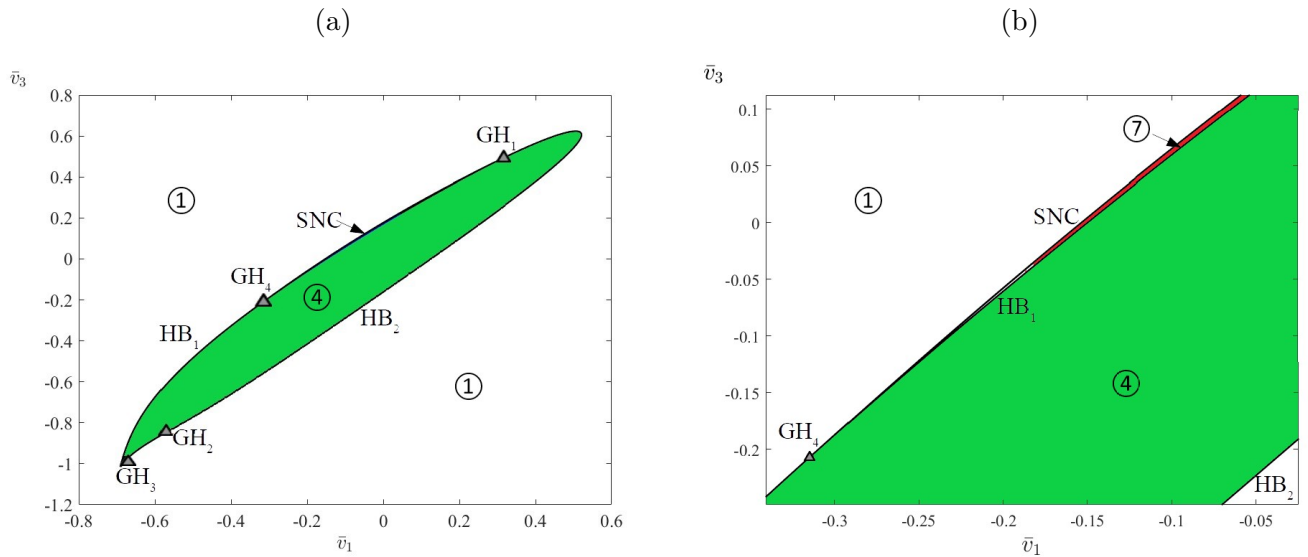 (a)
v̄₃
0.8
GH₁
0.6
0.4
①
0.2
SNC
0
GH₄
-0.2
④
HB₁
HB₂
-0.4
-0.6
①
-0.8
GH₂
-1
GH₃
-1.2
-0.8 -0.6 -0.4 -0.2 0 0.2 0.4 0.6
v̄₁
(b)
v̄₃
0.1
⑦
0.05
①
SNC
0
-0.05
HB₁
-0.1
④
-0.15
GH₄
-0.2
HB₂
-0.3 -0.25 -0.2 -0.15 -0.1 -0.05
v̄₁